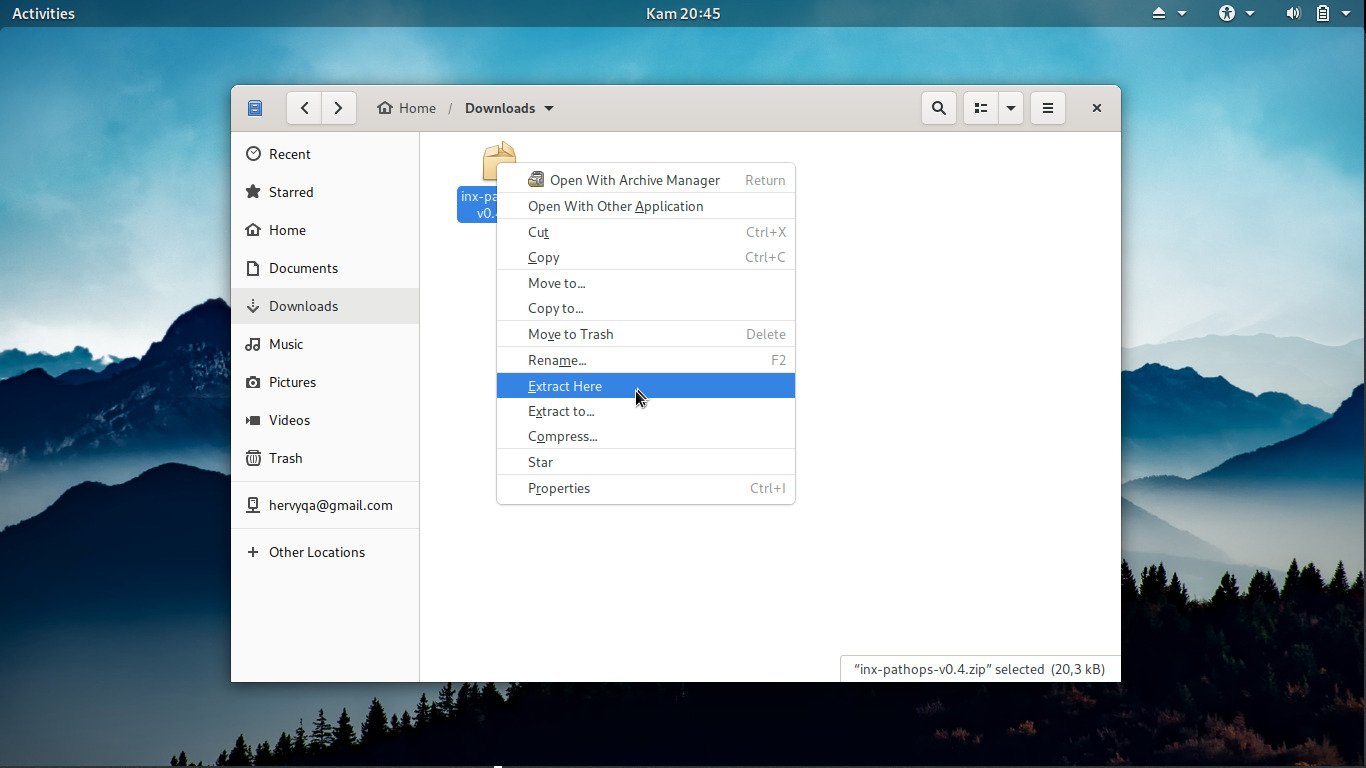 Activities
Kam 20:45
Home / Downloads
Recent
Starred
Home
Documents
Downloads
Music
Pictures
Videos
Trash
hervyqa@gmail.com
+ Other Locations
inx-pa
v0.
Open With Archive Manager Return
Open With Other Application
Cut Ctrl+X
Copy Ctrl+C
Move to…
Copy to…
Move to Trash Delete
Rename… F2
Extract Here
Extract to…
Compress…
Star
Properties Ctrl+I
"inx-pathops-v0.4.zip" selected (20,3 kB)